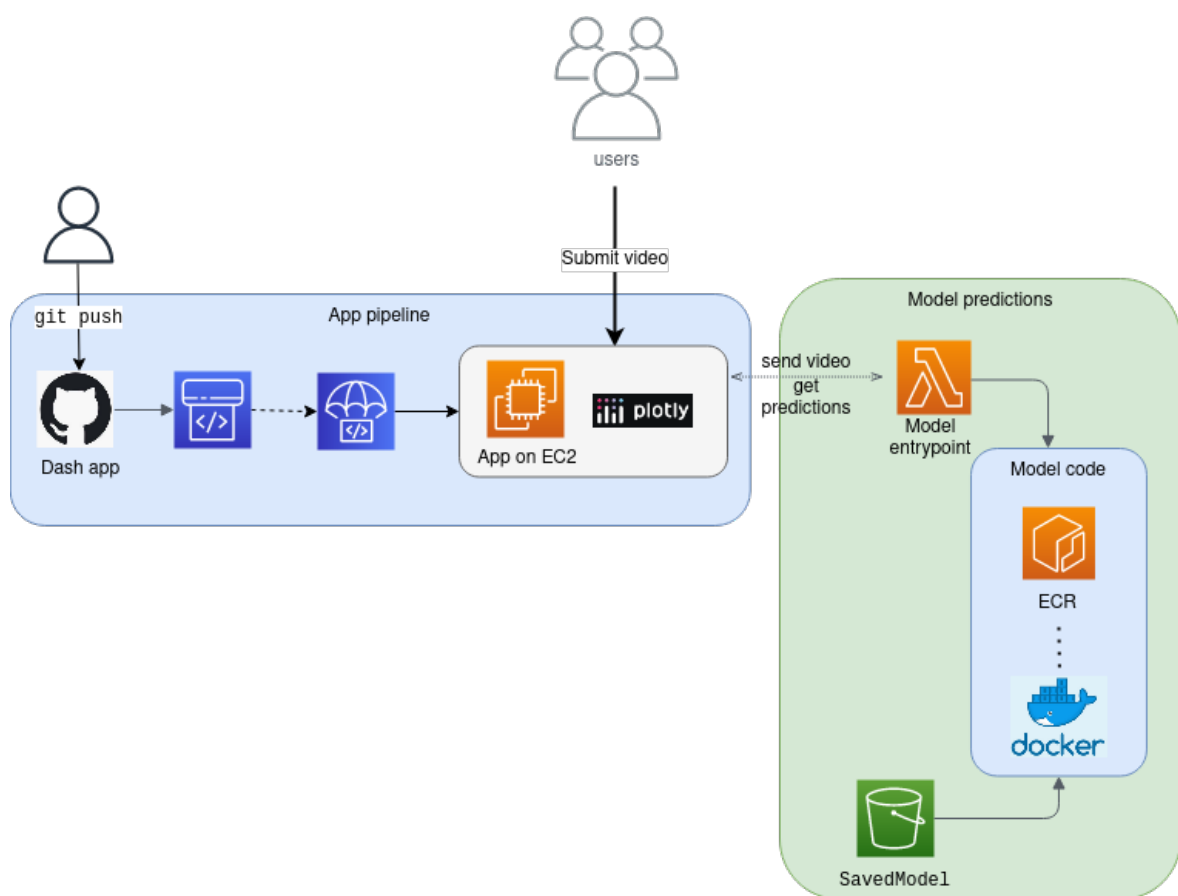 users
Submit video
git push
App pipeline
Dash app
</>
</>
App on EC2
plotly
send video
get
predictions
Model predictions
Model
entrypoint
Model code
ECR
docker
SavedModel